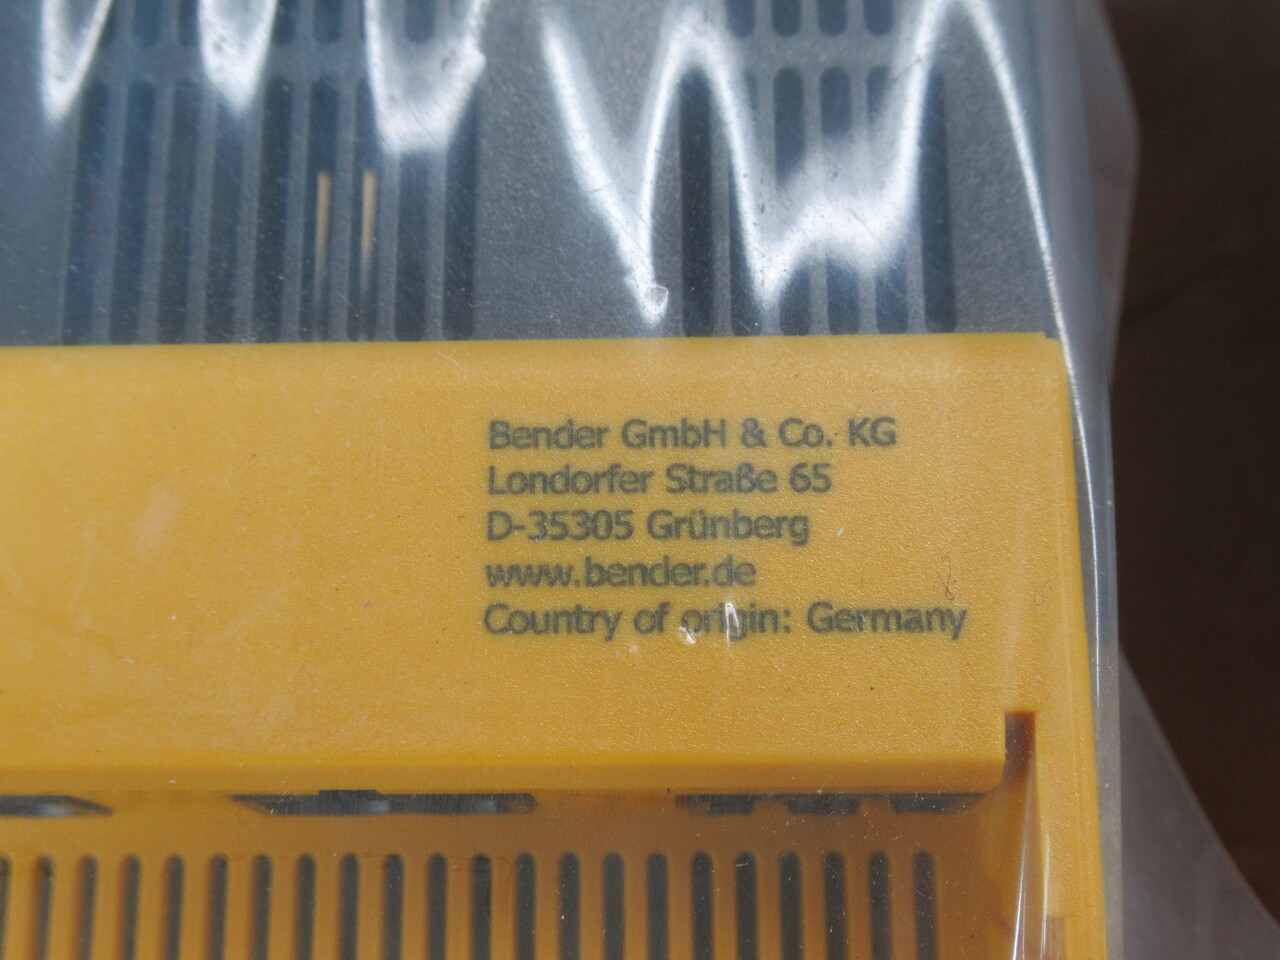 Bender GmbH & Co. KG
Londorfer Straße 65
D-35305 Grünberg
www.bender.de
Country of origin: Germany